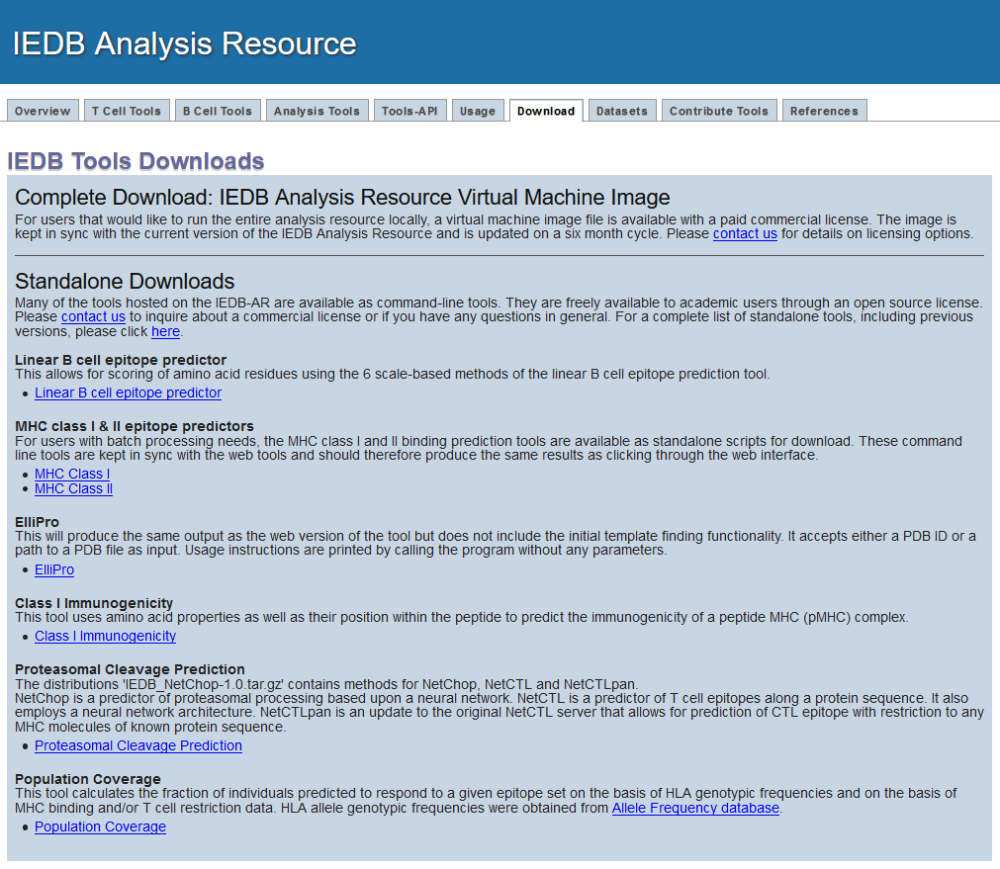 IEDB Analysis Resource
Overview
T Cell Tools
B Cell Tools
Analysis Tools
Tools-API
Usage
Download
Datasets
Contribute Tools
References
IEDB Tools Downloads
Complete Download: IEDB Analysis Resource Virtual Machine Image
For users that would like to run the entire analysis resource locally, a virtual machine image file is available with a paid commercial license. The image is
kept in sync with the current version of the IEDB Analysis Resource and is updated on a six month cycle. Please contact us for details on licensing options.
Standalone Downloads
Many of the tools hosted on the IEDB-AR are available as command-line tools. They are freely available to academic users through an open source license.
Please contact us to inquire about a commercial license or if you have any questions in general. For a complete list of standalone tools, including previous
versions, please click here.
Linear B cell epitope predictor
This allows for scoring of amino acid residues using the 6 scale-based methods of the linear B cell epitope prediction tool.
• Linear B cell epitope predictor
MHC class I & II epitope predictors
For users with batch processing needs, the MHC class I and II binding prediction tools are available as standalone scripts for download. These command
line tools are kept in sync with the web tools and should therefore produce the same results as clicking through the web interface.
• MHC Class I
• MHC Class II
ElliPro
This will produce the same output as the web version of the tool but does not include the initial template finding functionality. It accepts either a PDB ID or a
path to a PDB file as input. Usage instructions are printed by calling the program without any parameters.
• ElliPro
Class I Immunogenicity
This tool uses amino acid properties as well as their position within the peptide to predict the immunogenicity of a peptide MHC (pMHC) complex.
• Class I Immunogenicity
Proteasomal Cleavage Prediction
The distributions 'IEDB_NetChop-1.0.tar.gz' contains methods for NetChop, NetCTL and NetCTLpan.
NetChop is a predictor of proteasomal processing based upon a neural network. NetCTL is a predictor of T cell epitopes along a protein sequence. It also
employs a neural network architecture. NetCTLpan is an update to the original NetCTL server that allows for prediction of CTL epitope with restriction to any
MHC molecules of known protein sequence.
• Proteasomal Cleavage Prediction
Population Coverage
This tool calculates the fraction of individuals predicted to respond to a given epitope set on the basis of HLA genotypic frequencies and on the basis of
MHC binding and/or T cell restriction data. HLA allele genotypic frequencies were obtained from Allele Frequency database.
• Population Coverage